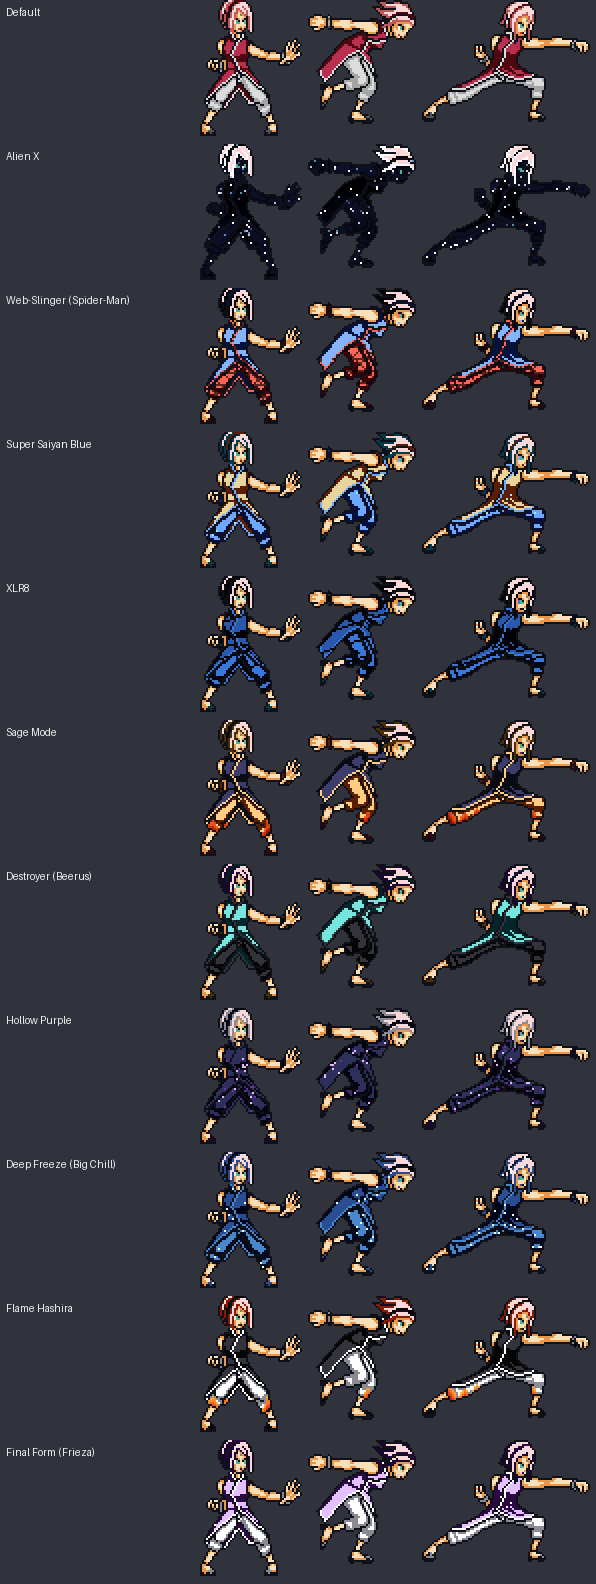 Default
Alien X
Web-Slinger (Spider-Man)
Super Saiyan Blue
XLR8
Sage Mode
Destroyer (Beerus)
Hollow Purple
Deep Freeze (Big Chill)
Flame Hashira
Final Form (Frieza)